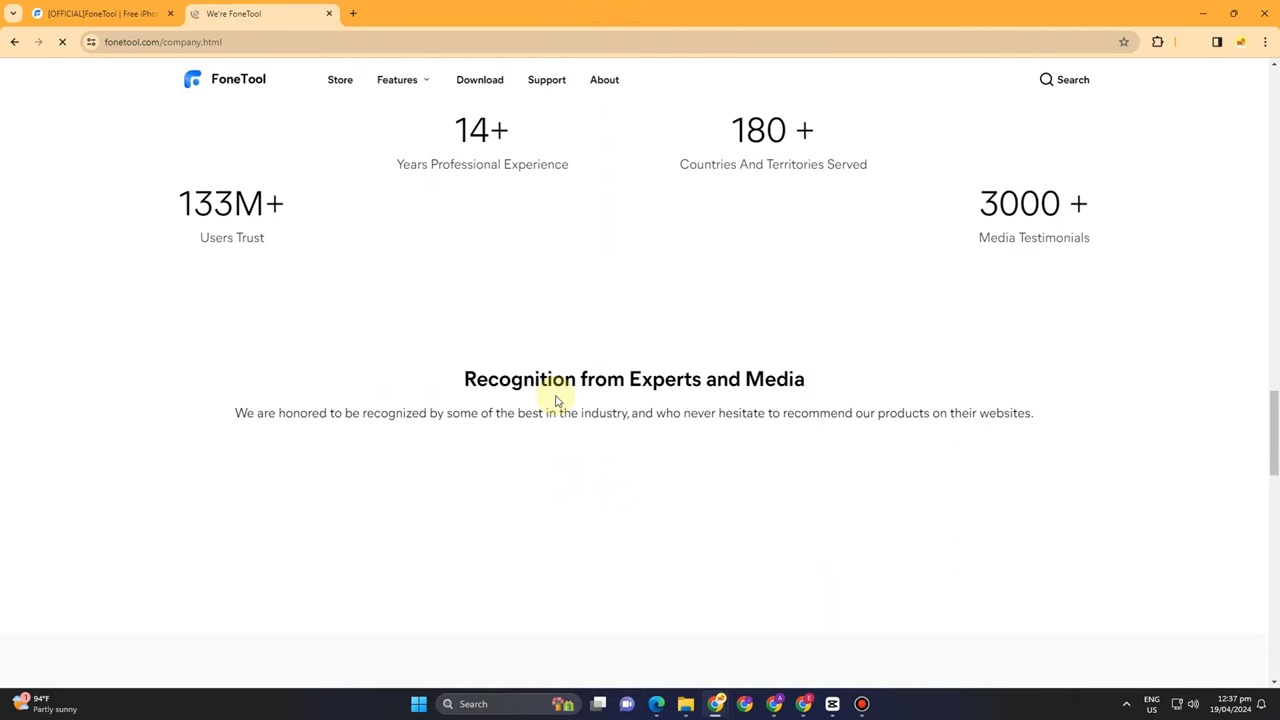 [OFFICIAL]FoneTool | Free iPho
We're FoneTool
fonetool.com/company.html
FoneTool
Store
Features
Download
Support
About
Search
14+
180 +
Years Professional Experience
Countries And Territories Served
133M+
3000 +
Users Trust
Media Testimonials
Recognition from Experts and Media
We are honored to be recognized by some of the best in the industry, and who never hesitate to recommend our products on their websites.
1
94°F
Partly sunny
Search
ENG
US
12:37 pm
19/04/2024